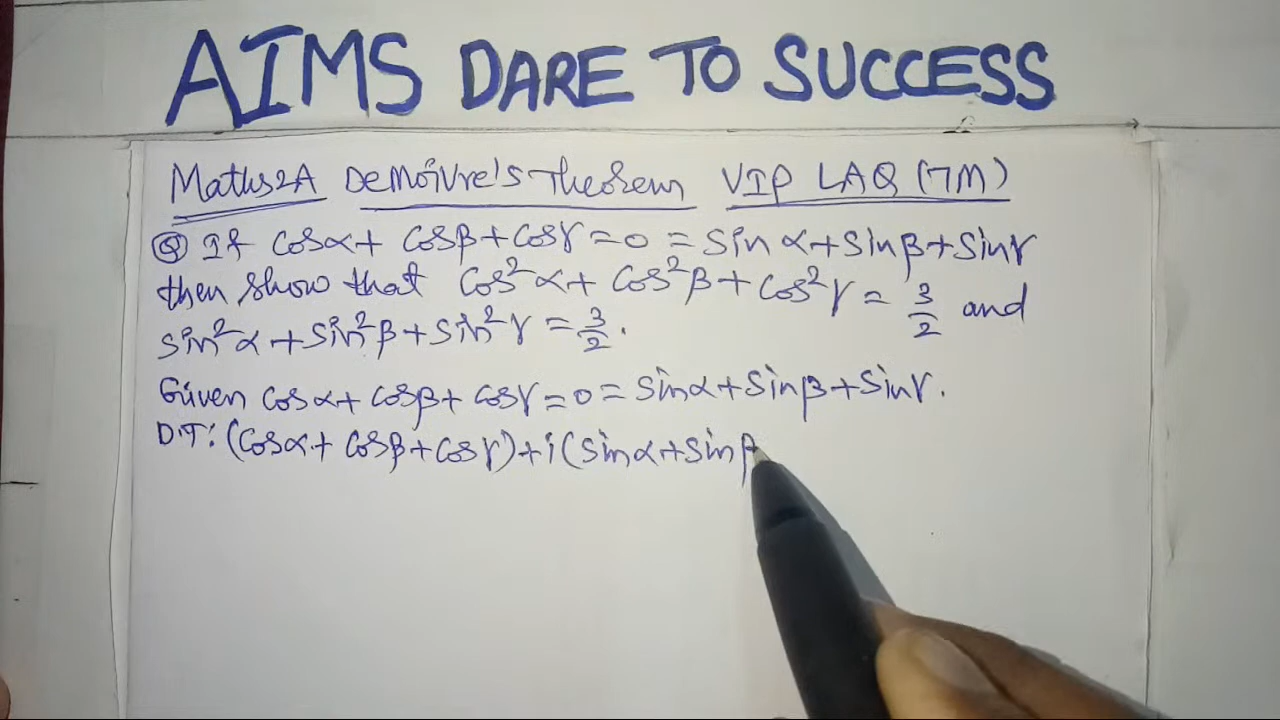 AIMS DARE TO SUCCESS
Maths2A DeMoivre's Theorem VIP LAQ (7M)
Q If Cosα + Cosβ + Cosγ = 0 = Sinα + Sinβ + Sinγ
then show that Cos²α + Cos²β + Cos²γ = 3/2 and
Sin²α + Sin²β + Sin²γ = 3/2.
Given Cosα + Cosβ + Cosγ = 0 = Sinα + Sinβ + Sinγ.
D.T: (Cosα + Cosβ + Cosγ) + i (Sinα + Sinβ